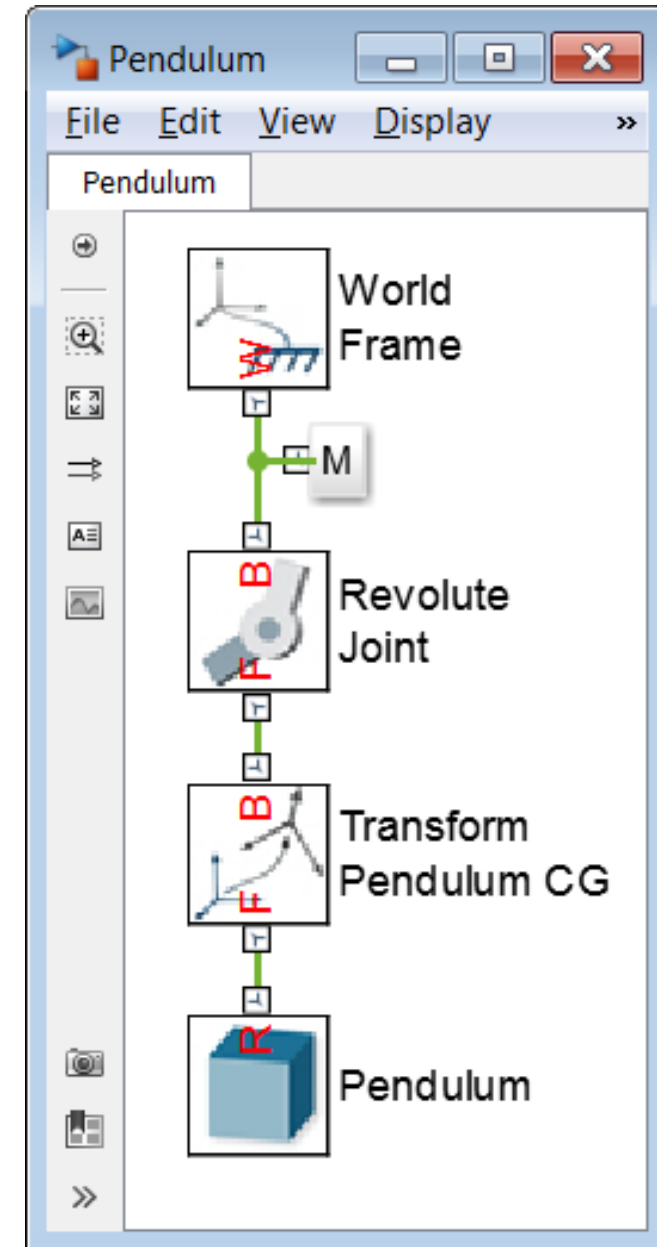 Pendulum
File Edit View Display »
Pendulum
W
World
Frame
M
B
F
Revolute
Joint
B
F
Transform
Pendulum CG
R
Pendulum